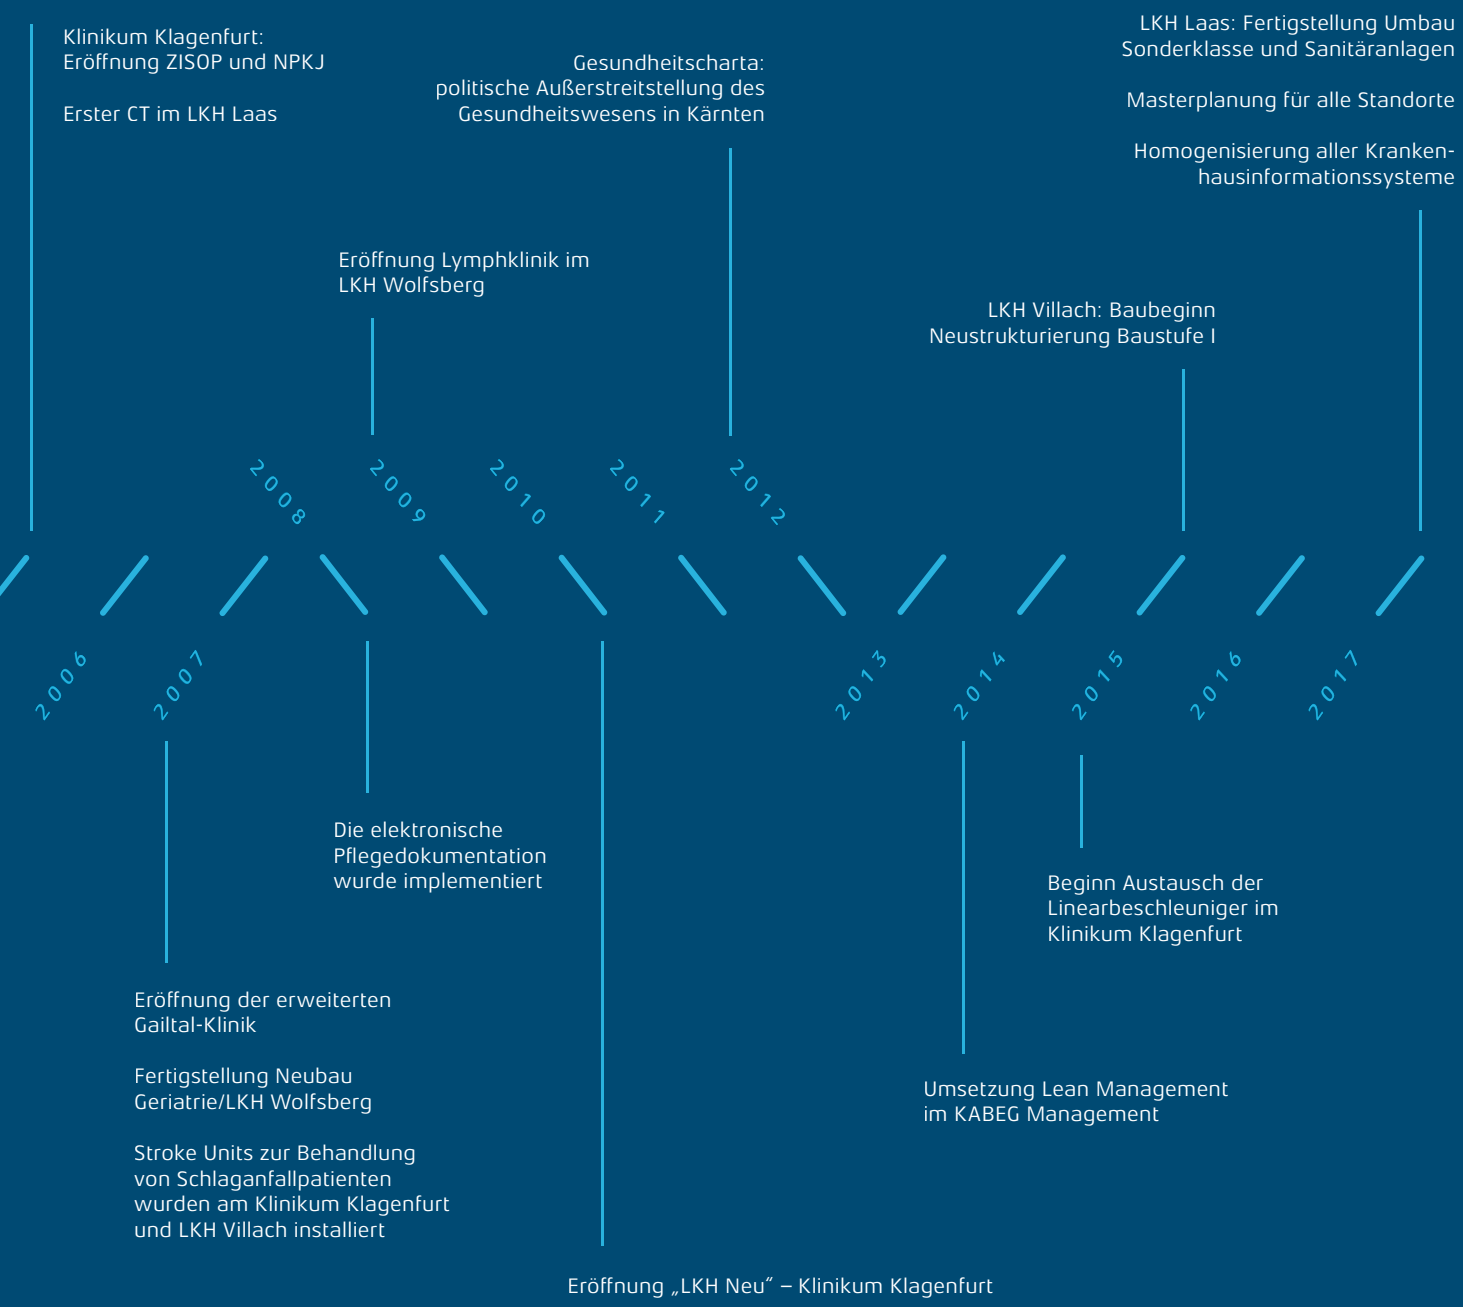 Klinikum Klagenfurt:
Eröffnung ZISOP und NPKJ
Erster CT im LKH Laas
Gesundheitscharta:
politische Außerstreitstellung des
Gesundheitswesens in Kärnten
LKH Laas: Fertigstellung Umbau
Sonderklasse und Sanitäranlagen
Masterplanung für alle Standorte
Homogenisierung aller Kranken-
hausinformationssysteme
Eröffnung Lymphklinik im
LKH Wolfsberg
LKH Villach: Baubeginn
Neustrukturierung Baustufe I
2008
2009
2010
2011
2012
2006
2007
2013
2014
2015
2016
2017
Die elektronische
Pflegedokumentation
wurde implementiert
Beginn Austausch der
Linearbeschleuniger im
Klinikum Klagenfurt
Eröffnung der erweiterten
Gailtal-Klinik
Fertigstellung Neubau
Geriatrie/LKH Wolfsberg
Stroke Units zur Behandlung
von Schlaganfallpatienten
wurden am Klinikum Klagenfurt
und LKH Villach installiert
Umsetzung Lean Management
im KABEG Management
Eröffnung „LKH Neu“ – Klinikum Klagenfurt